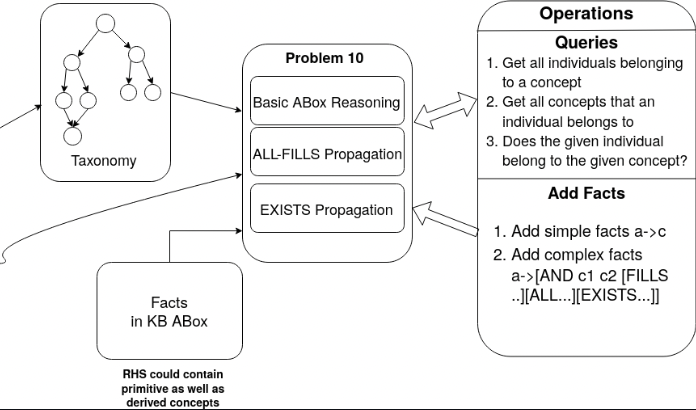 Taxonomy
Problem 10
Basic ABox Reasoning
ALL-FILLS Propagation
EXISTS Propagation
Facts
in KB ABox
RHS could contain
primitive as well as
derived concepts
Operations
Queries
1. Get all individuals belonging
to a concept
2. Get all concepts that an
individual belongs to
3. Does the given individual
belong to the given concept?
Add Facts
1. Add simple facts a->c
2. Add complex facts
a->[AND c1 c2 [FILLS
..][ALL...][EXISTS...]]